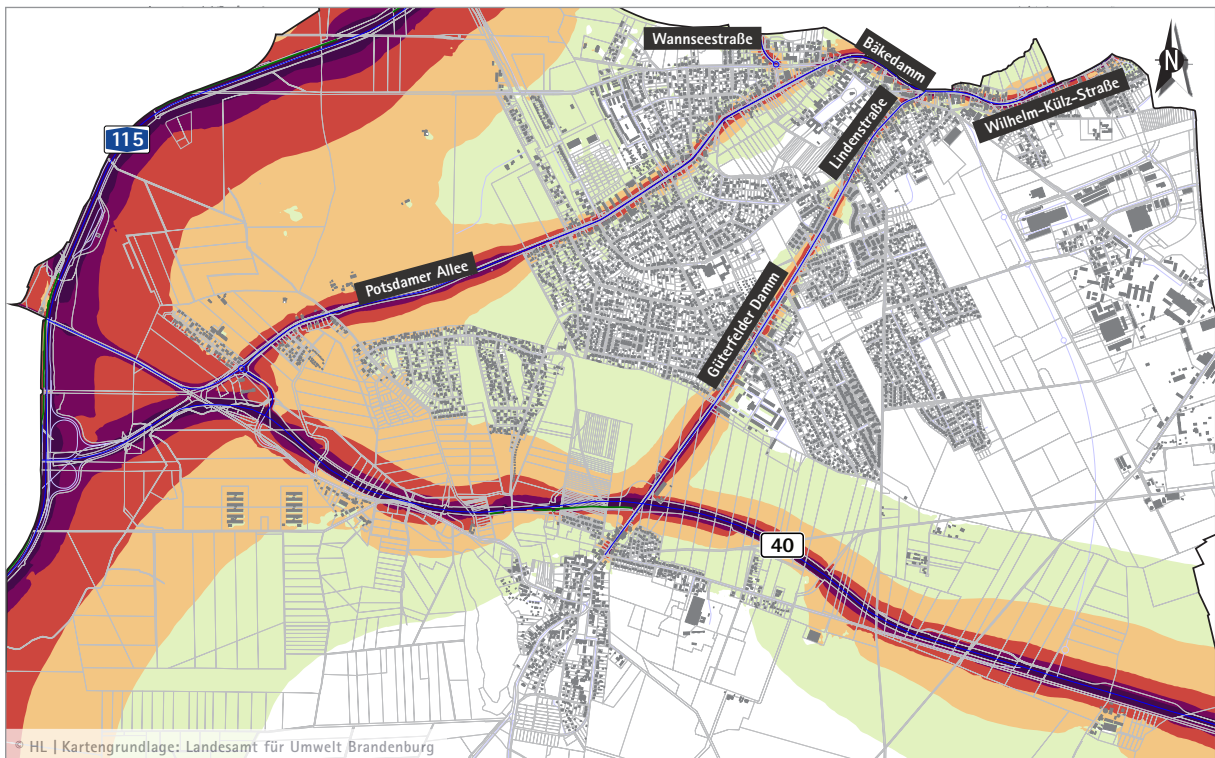 Wannseestraße
Bäkedamm
N
115
Lindenstraße
Wilhelm-Külz-Straße
Potsdamer Allee
Güterfelder Damm
40
© HL | Kartengrundlage: Landesamt für Umwelt Brandenburg